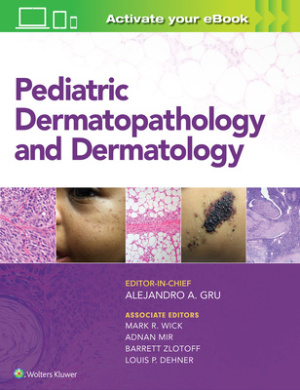 Activate your eBook
Pediatric
Dermatopathology
and Dermatology
EDITOR-IN-CHIEF
ALEJANDRO A. GRU
ASSOCIATE EDITORS
MARK R. WICK
ADNAN MIR
BARRETT ZLOTOFF
LOUIS P. DEHNER
Wolters Kluwer